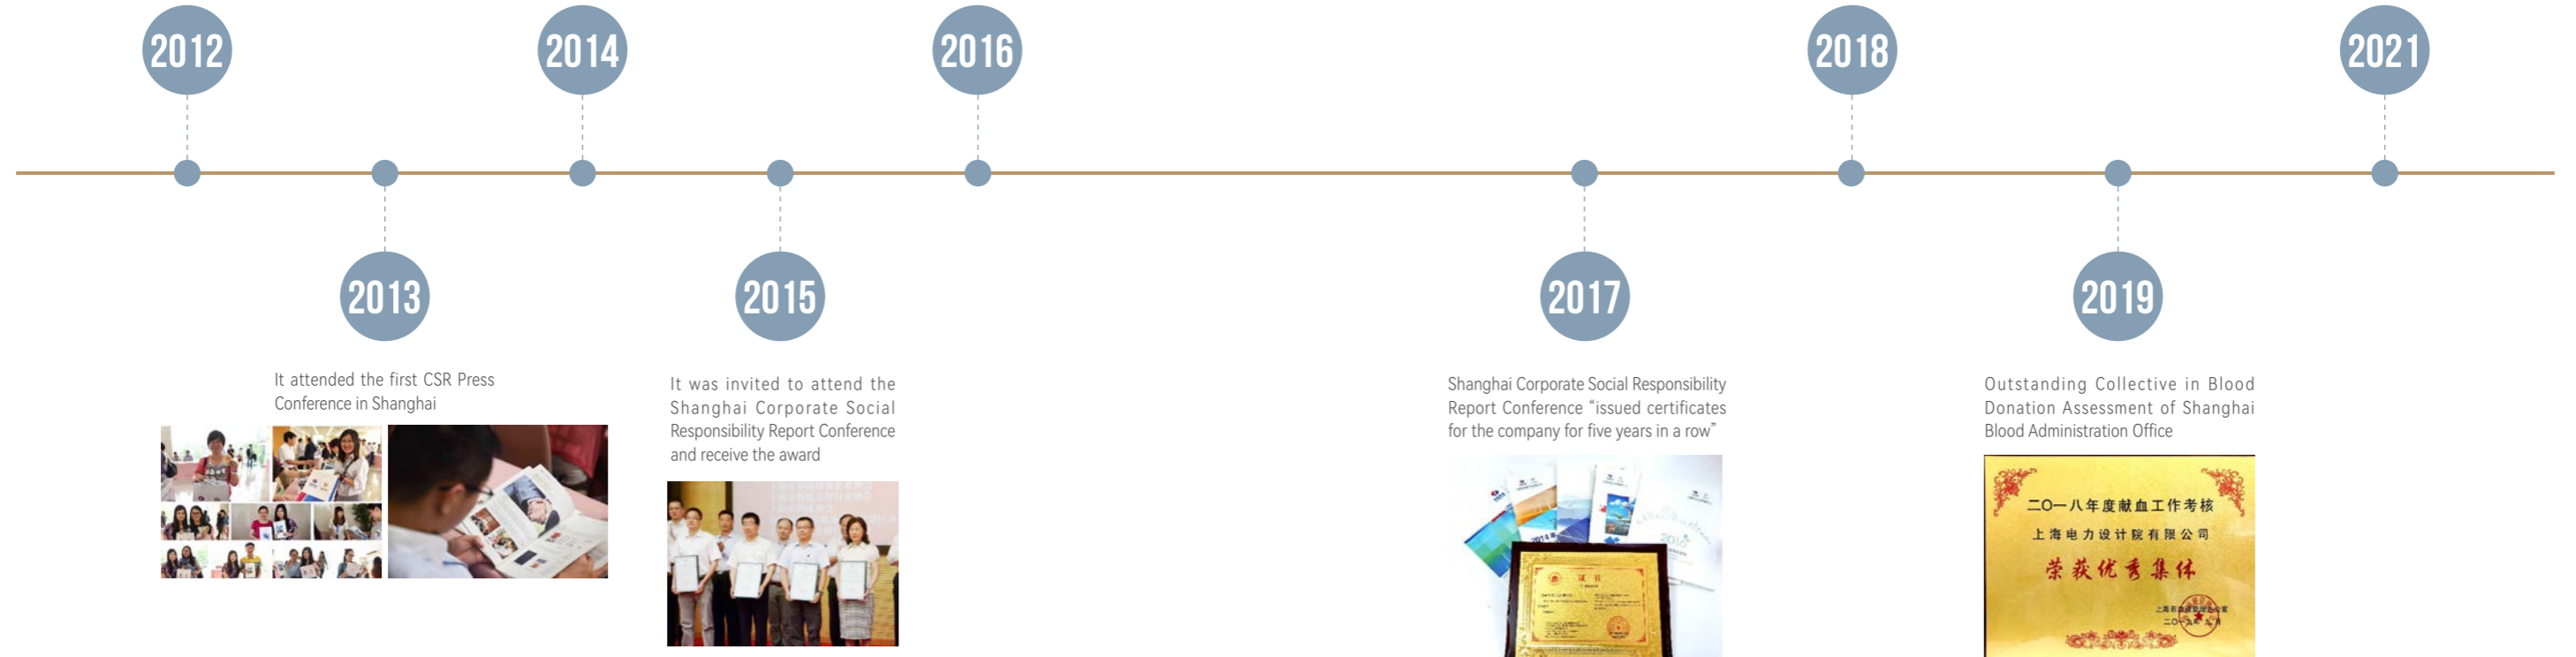 2012
2014
2016
2018
2021
2013
2015
2017
2019
It attended the first CSR Press
Conference in Shanghai
It was invited to attend the
Shanghai Corporate Social
Responsibility Report Conference
and receive the award
Shanghai Corporate Social Responsibility
Report Conference “issued certificates
for the company for five years in a row”
Outstanding Collective in Blood
Donation Assessment of Shanghai
Blood Administration Office
2014
证书
二〇一八年度献血工作考核
上海电力设计院有限公司
荣获优秀集体